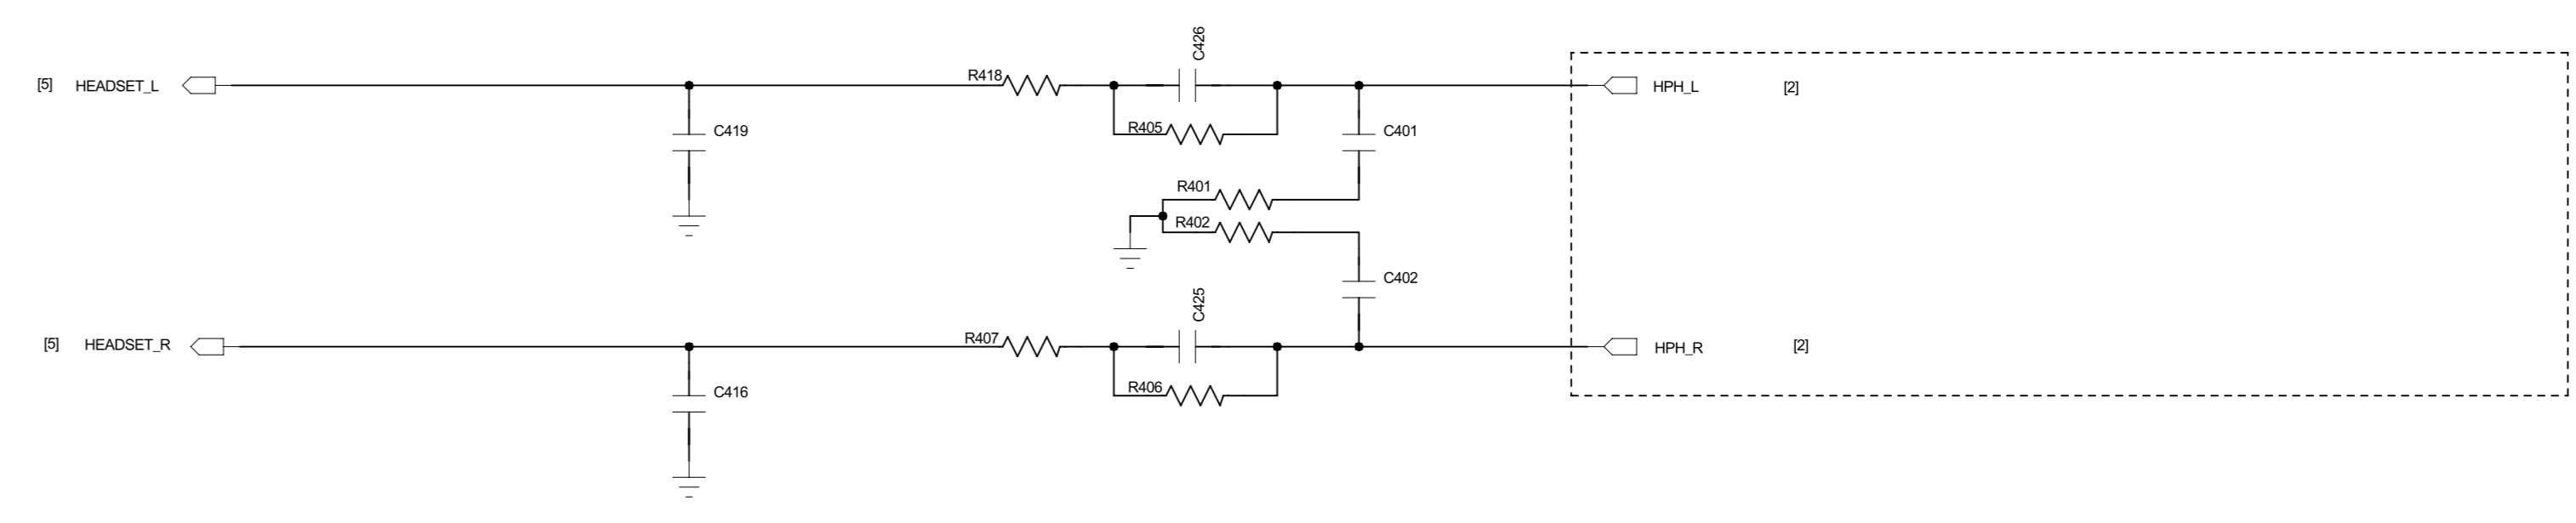 C426
[5] HEADSET_L R418 HPH_L [2]
C419 R405 C401
R401
R402
C402
C425
[5] HEADSET_R R407 HPH_R [2]
C416 R406